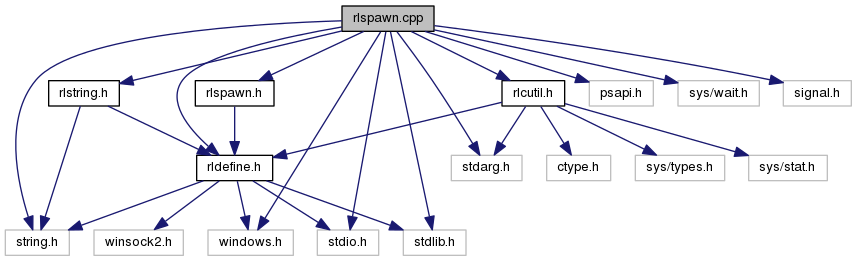 rlspawn.cpp
rlstring.h
rlspawn.h
rlcutil.h
psapi.h
sys/wait.h
signal.h
rldefine.h
stdarg.h
ctype.h
sys/types.h
sys/stat.h
string.h
winsock2.h
windows.h
stdio.h
stdlib.h